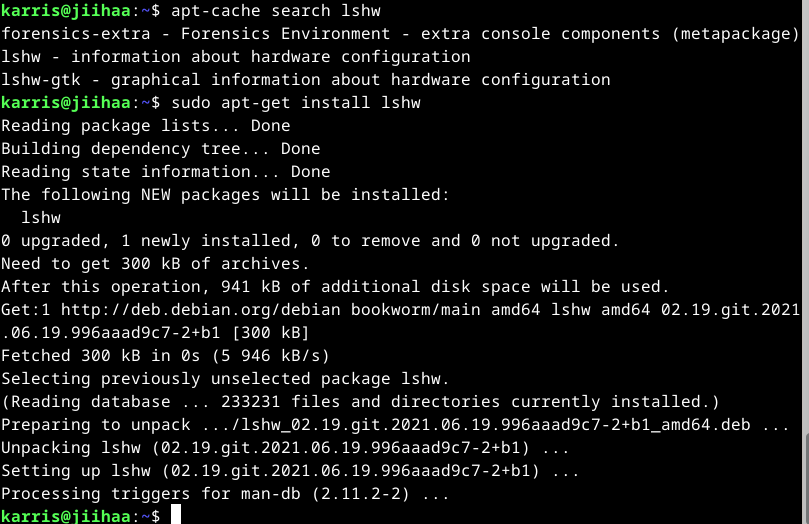 karris@jiihaa:~$ apt-cache search lshw
forensics-extra - Forensics Environment - extra console components (metapackage)
lshw - information about hardware configuration
lshw-gtk - graphical information about hardware configuration
karris@jiihaa:~$ sudo apt-get install lshw
Reading package lists... Done
Building dependency tree... Done
Reading state information... Done
The following NEW packages will be installed:
  lshw
0 upgraded, 1 newly installed, 0 to remove and 0 not upgraded.
Need to get 300 kB of archives.
After this operation, 941 kB of additional disk space will be used.
Get:1 http://deb.debian.org/debian bookworm/main amd64 lshw amd64 02.19.git.2021
.06.19.996aaad9c7-2+b1 [300 kB]
Fetched 300 kB in 0s (5 946 kB/s)
Selecting previously unselected package lshw.
(Reading database ... 233231 files and directories currently installed.)
Preparing to unpack .../lshw_02.19.git.2021.06.19.996aaad9c7-2+b1_amd64.deb ...
Unpacking lshw (02.19.git.2021.06.19.996aaad9c7-2+b1) ...
Setting up lshw (02.19.git.2021.06.19.996aaad9c7-2+b1) ...
Processing triggers for man-db (2.11.2-2) ...
karris@jiihaa:~$